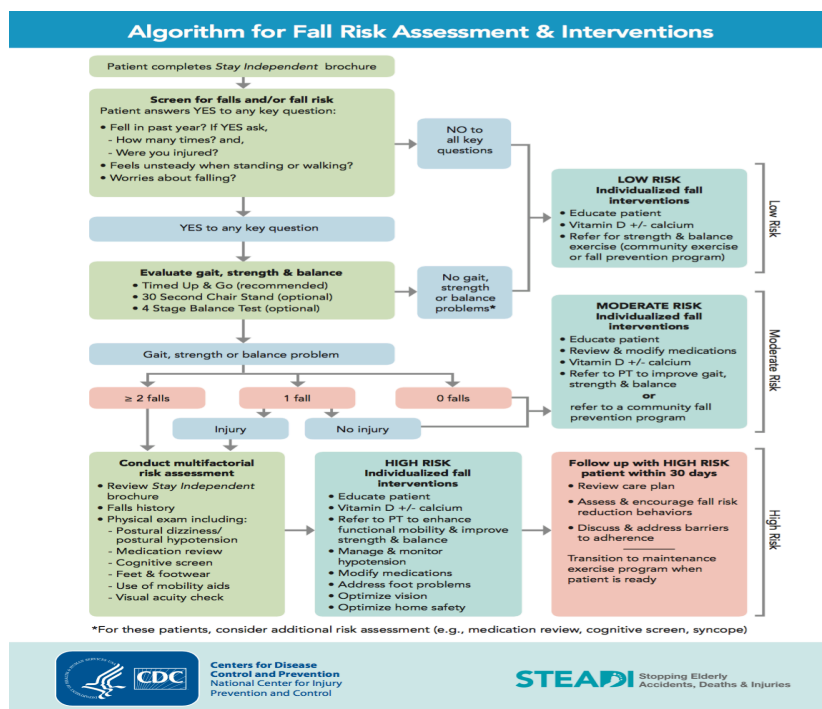 Algorithm for Fall Risk Assessment & Interventions
Patient completes Stay Independent brochure
Screen for falls and/or fall risk
Patient answers YES to any key question:
• Fell in past year? If YES ask,
- How many times? and,
- Were you injured?
• Feels unsteady when standing or walking?
• Worries about falling?
NO to
all key
questions
YES to any key question
Evaluate gait, strength & balance
• Timed Up & Go (recommended)
• 30 Second Chair Stand (optional)
• 4 Stage Balance Test (optional)
No gait,
strength
or balance
problems*
LOW RISK
Individualized fall
interventions
• Educate patient
• Vitamin D +/- calcium
• Refer for strength & balance
exercise (community exercise
or fall prevention program)
Low Risk
Gait, strength or balance problem
≥ 2 falls
1 fall
0 falls
Injury
No injury
MODERATE RISK
Individualized fall
interventions
• Educate patient
• Review & modify medications
• Vitamin D +/- calcium
• Refer to PT to improve gait,
strength & balance
or
refer to a community fall
prevention program
Moderate Risk
Conduct multifactorial
risk assessment
• Review Stay Independent
brochure
• Falls history
• Physical exam including:
- Postural dizziness/
postural hypotension
- Medication review
- Cognitive screen
- Feet & footwear
- Use of mobility aids
- Visual acuity check
HIGH RISK
Individualized fall
interventions
• Educate patient
• Vitamin D +/- calcium
• Refer to PT to enhance
functional mobility & improve
strength & balance
• Manage & monitor
hypotension
• Modify medications
• Address foot problems
• Optimize vision
• Optimize home safety
Follow up with HIGH RISK
patient within 30 days
• Review care plan
• Assess & encourage fall risk
reduction behaviors
• Discuss & address barriers
to adherence
Transition to maintenance
exercise program when
patient is ready
High Risk
*For these patients, consider additional risk assessment (e.g., medication review, cognitive screen, syncope)
CDC
Centers for Disease
Control and Prevention
National Center for Injury
Prevention and Control
STEADI
Stopping Elderly
Accidents, Deaths & Injuries